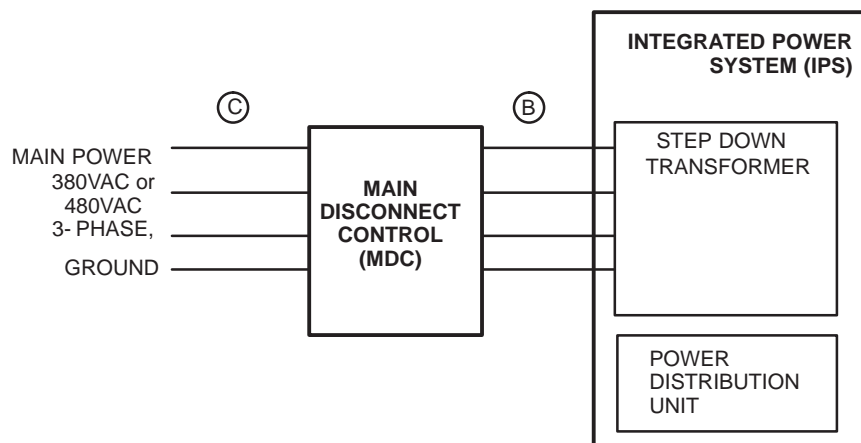 INTEGRATED POWER
SYSTEM (IPS)
C
B
MAIN POWER
380VAC or
480VAC
3- PHASE,
GROUND
MAIN
DISCONNECT
CONTROL
(MDC)
STEP DOWN
TRANSFORMER
POWER
DISTRIBUTION
UNIT